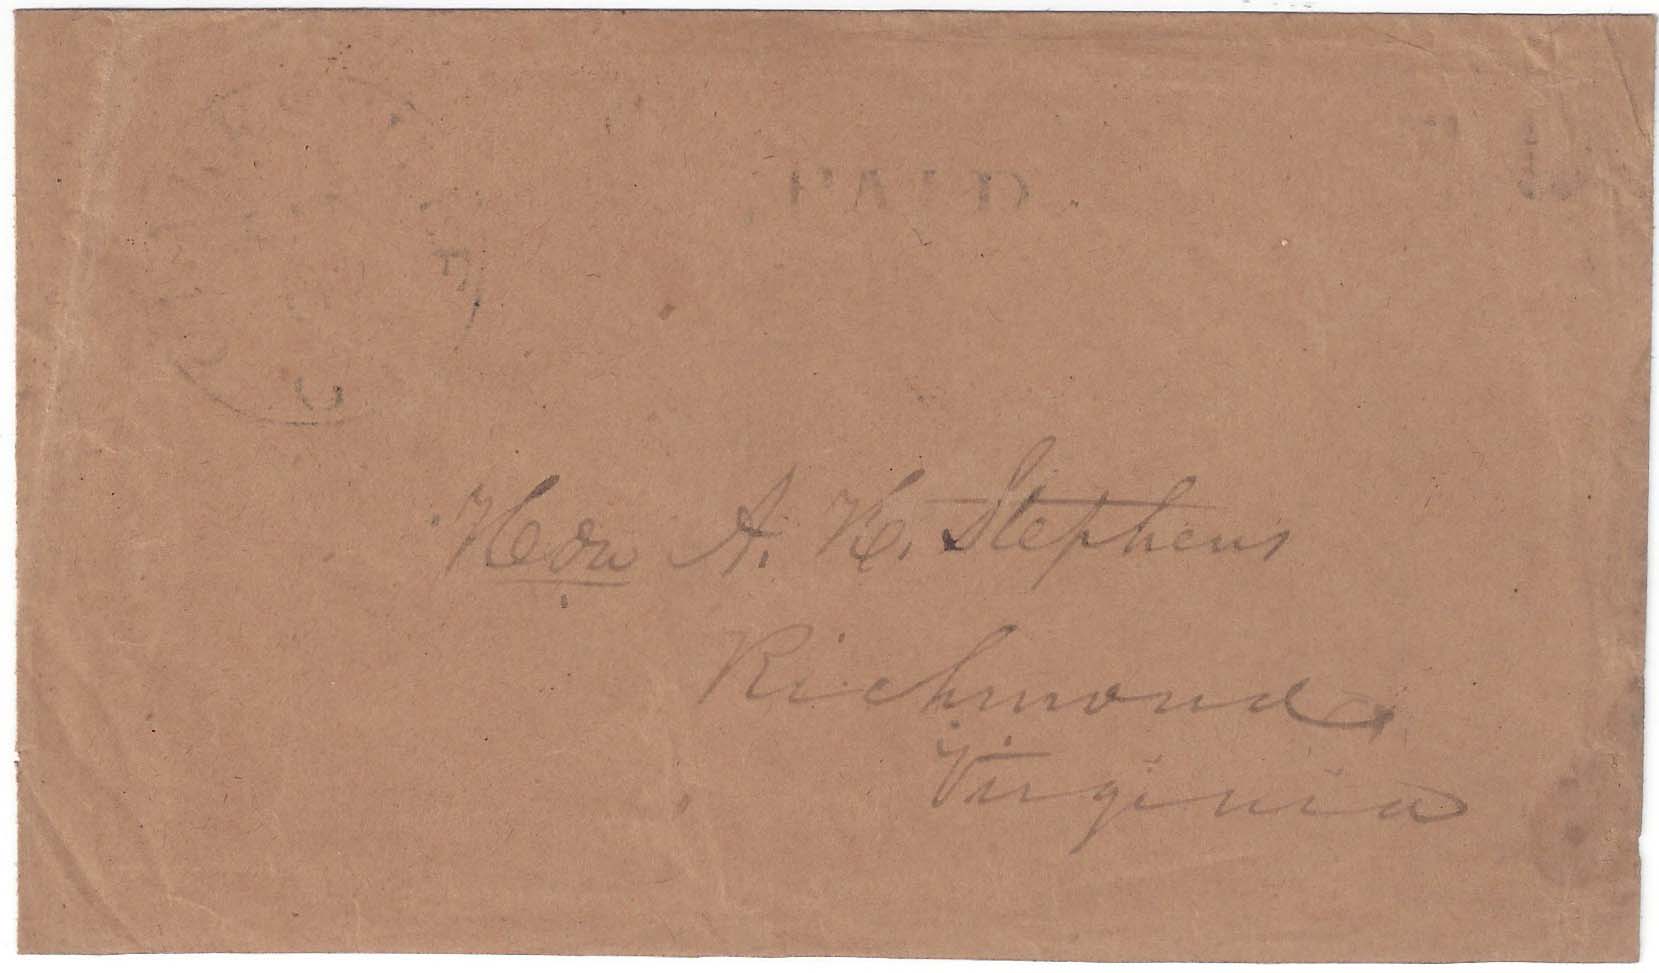 PAID
Hon A. H. Stephens
Richmond
Virginia